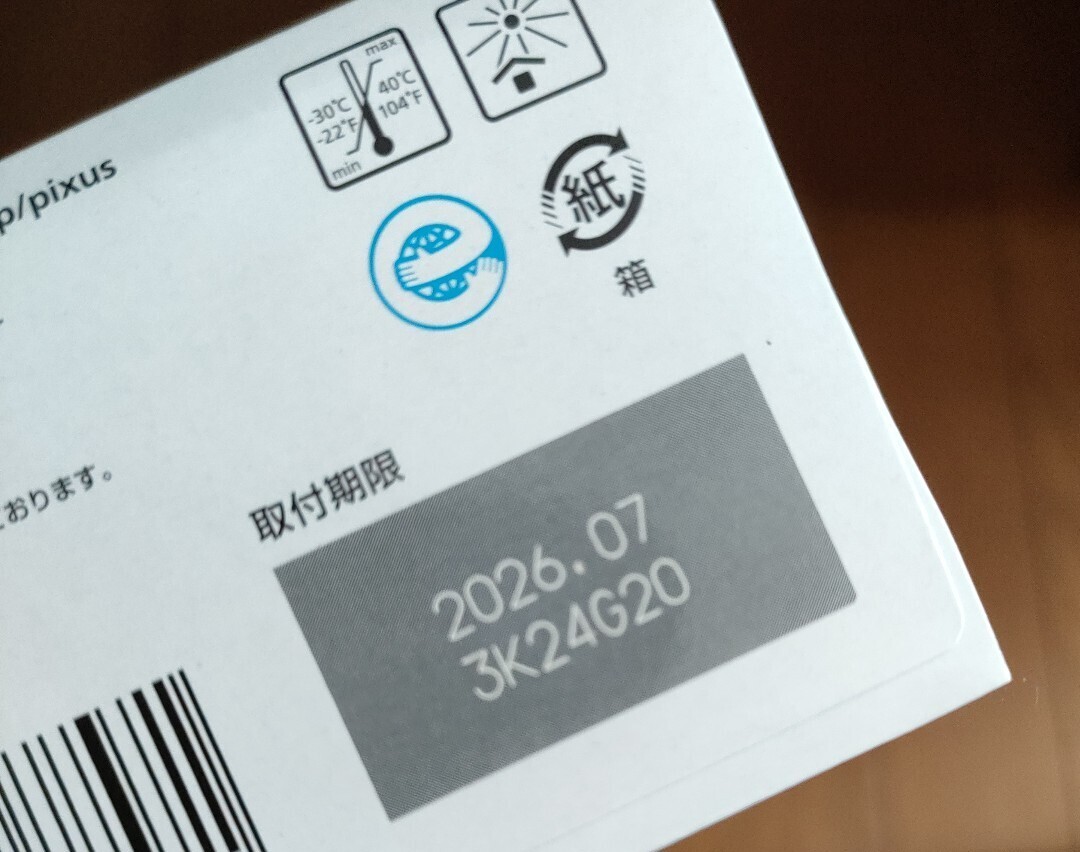 max
-30℃
40℃
-22°F
104°F
min
p/pixus
紙
箱
おります。
取付期限
2026.07
3K24G20